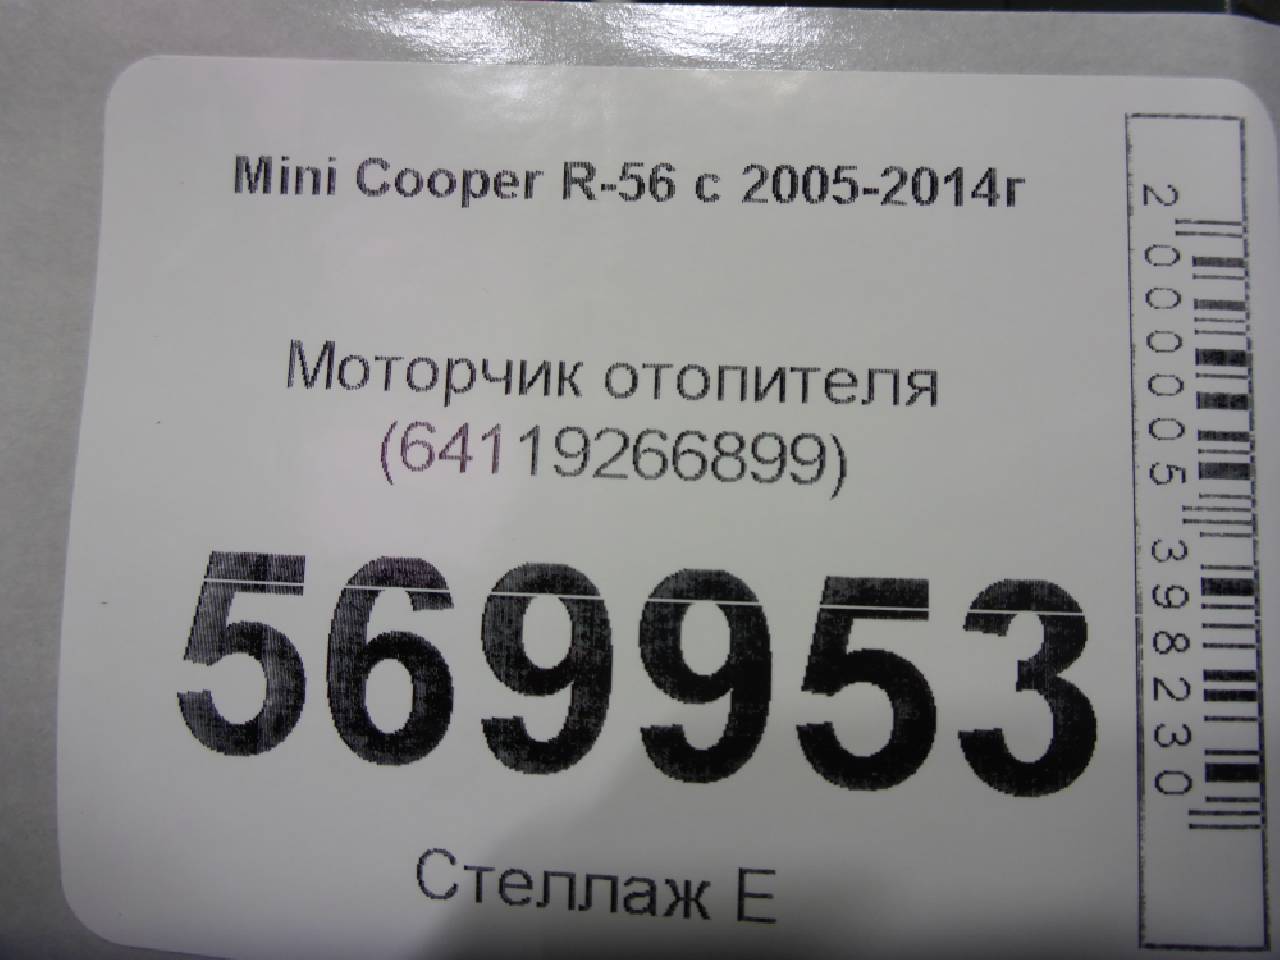 Mini Cooper R-56 с 2005-2014г
Моторчик отопителя
(64119266899)
569953
Стеллаж Е
2000005398230